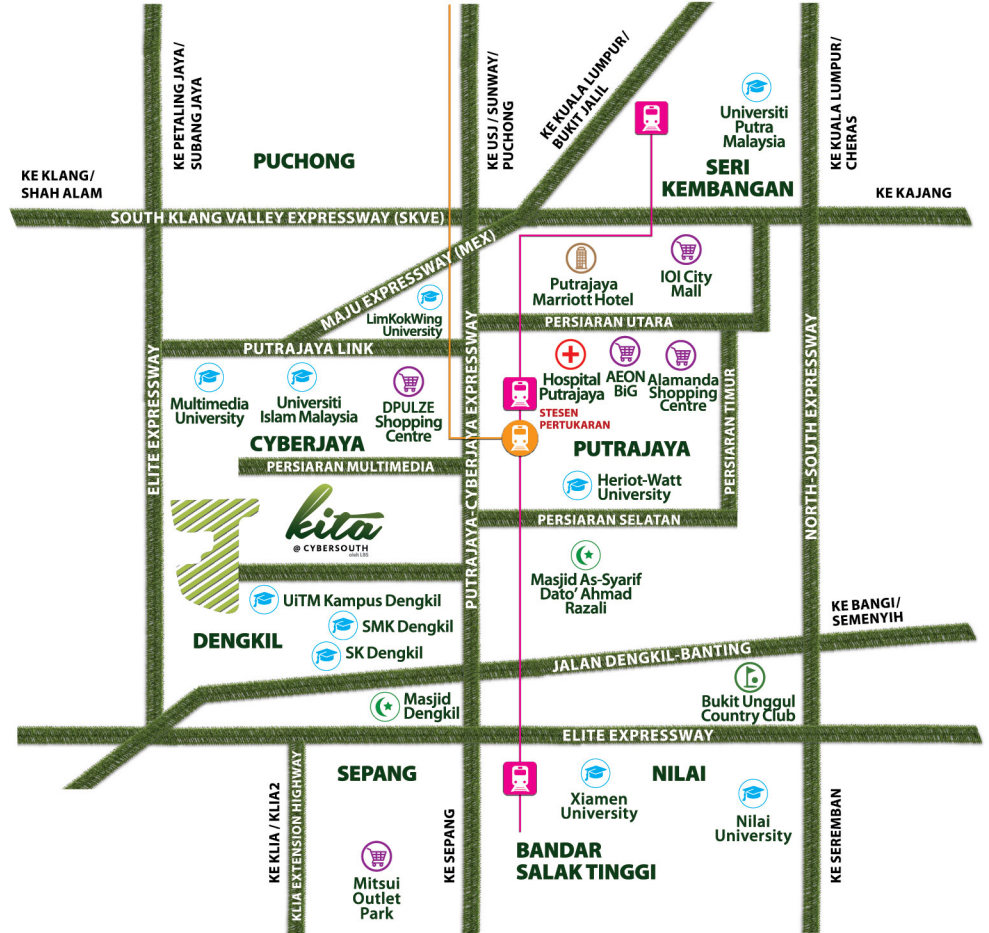 KE PETALING JAYA/
SUBANG JAYA
KE USJ / SUNWAY/
PUCHONG
KE KUALA LUMPUR/
BUKIT JALIL
KE KUALA LUMPUR/
CHERAS
Universiti
Putra
Malaysia
PUCHONG
SERI
KEMBANGAN
KE KLANG/
SHAH ALAM
KE KAJANG
SOUTH KLANG VALLEY EXPRESSWAY (SKVE)
MAJU EXPRESSWAY (MEX)
Putrajaya
Marriott Hotel
IOI City
Mall
LimKokWing
University
PERSIARAN UTARA
PUTRAJAYA LINK
Multimedia
University
Universiti
Islam Malaysia
DPULZE
Shopping
Centre
Hospital
Putrajaya
AEON
BiG
Alamanda
Shopping
Centre
STESEN
PERTUKARAN
CYBERJAYA
PUTRAJAYA
PERSIARAN TIMUR
ELITE EXPRESSWAY
PUTRAJAYA-CYBERJAYA EXPRESSWAY
NORTH-SOUTH EXPRESSWAY
PERSIARAN MULTIMEDIA
Heriot-Watt
University
kita
@ CYBERSOUTH
oleh LBS
PERSIARAN SELATAN
Masjid As-Syarif
Dato' Ahmad
Razali
UiTM Kampus Dengkil
SMK Dengkil
SK Dengkil
DENGKIL
KE BANGI/
SEMENYIH
JALAN DENGKIL-BANTING
Masjid
Dengkil
Bukit Unggul
Country Club
ELITE EXPRESSWAY
SEPANG
NILAI
KE KLIA / KLIA2
KLIA EXTENSION HIGHWAY
KE SEPANG
KE SEREMBAN
Xiamen
University
Nilai
University
BANDAR
SALAK TINGGI
Mitsui
Outlet
Park